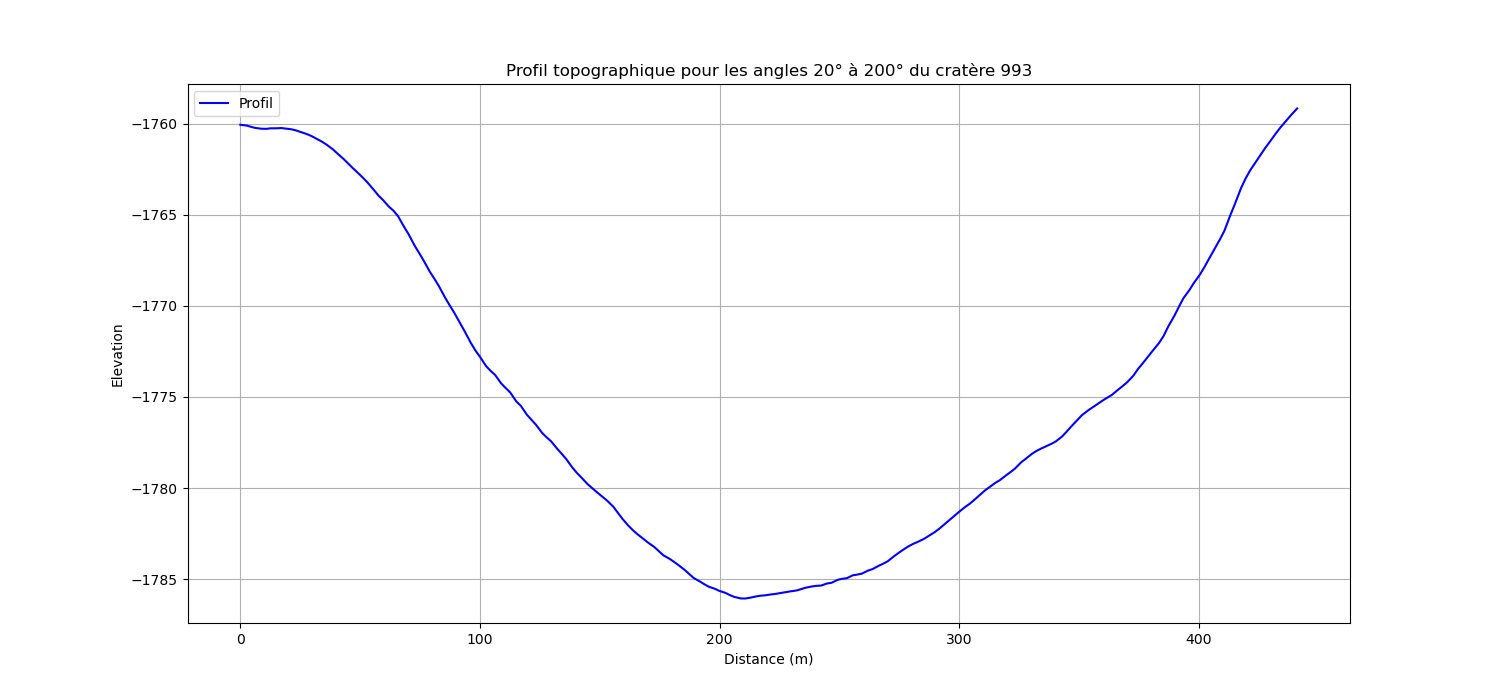 Profil topographique pour les angles 20° à 200° du cratère 993
Profil
−1760
−1765
−1770
−1775
−1780
−1785
Elevation
0 100 200 300 400
Distance (m)